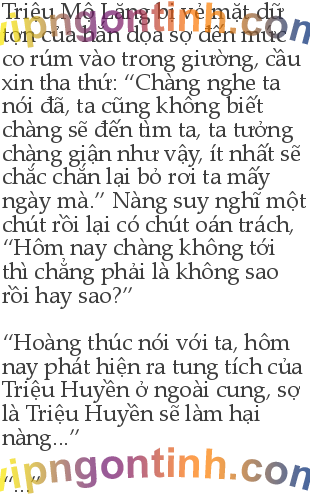 Triệu Mộ Lăng bị vẻ mặt dữ
tợn của hắn dọa sợ đến mức
co rúm vào trong giường, cầu
xin tha thứ: “Chàng nghe ta
nói đã, ta cũng không biết
chàng sẽ đến tìm ta, ta tưởng
chàng giận như vậy, ít nhất sẽ
chắc chắn lại bỏ rơi ta mấy
ngày mà.” Nàng suy nghĩ một
chút rồi lại có chút oán trách,
“Hôm nay chàng không tới
thì chẳng phải là không sao
rồi hay sao?”
“Hoàng thúc nói với ta, hôm
nay phát hiện ra tung tích của
Triệu Huyền ở ngoài cung, sợ
là Triệu Huyền sẽ làm hại
nàng...”
“...”
vipngontinh.com
vipngontinh.com